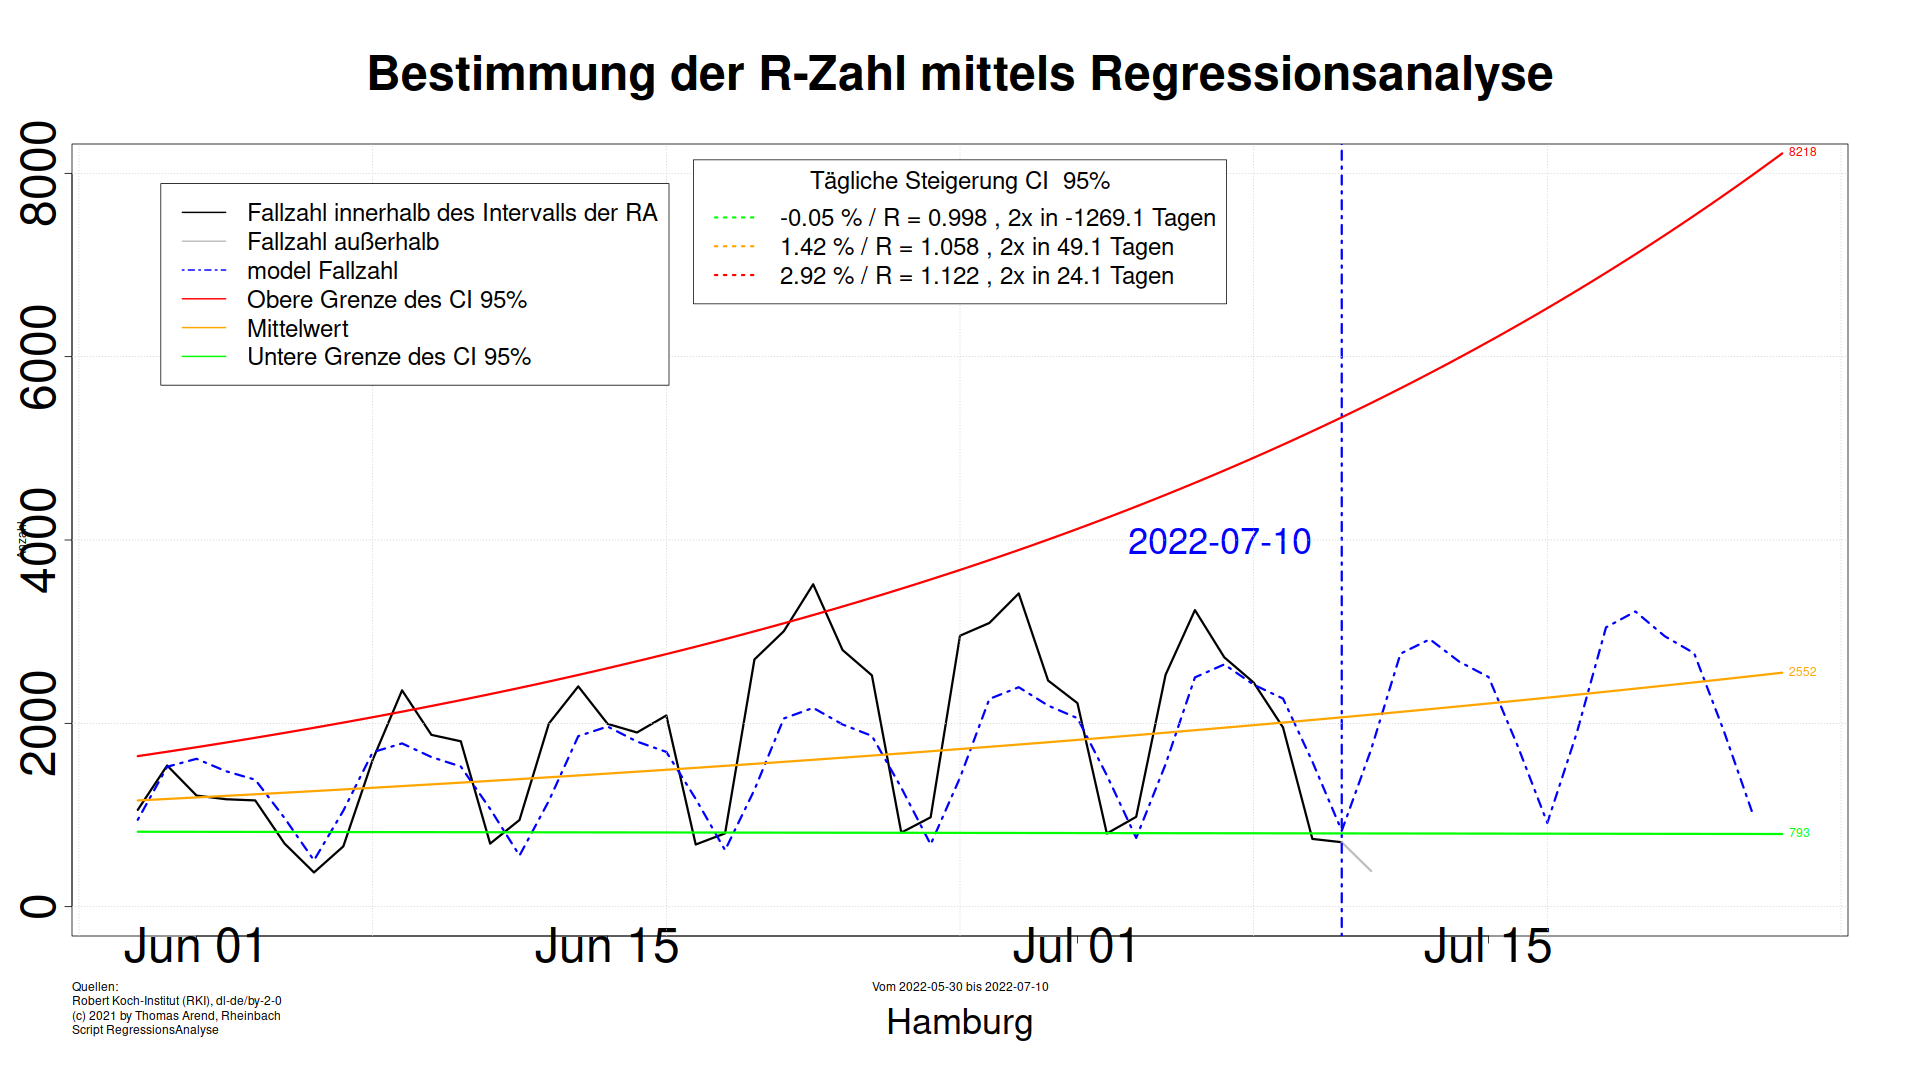 Bestimmung der R-Zahl mittels Regressionsanalyse
8000
6000
4000
2000
0
Anzahl
Fallzahl innerhalb des Intervalls der RA
Fallzahl außerhalb
model Fallzahl
Obere Grenze des CI 95%
Mittelwert
Untere Grenze des CI 95%
Tägliche Steigerung CI  95%
-0.05 % / R = 0.998 , 2x in -1269.1 Tagen
1.42 % / R = 1.058 , 2x in 49.1 Tagen
2.92 % / R = 1.122 , 2x in 24.1 Tagen
8218
2022-07-10
2552
793
Jun 01
Jun 15
Jul 01
Jul 15
Quellen:
Robert Koch-Institut (RKI), dl-de/by-2-0
(c) 2021 by Thomas Arend, Rheinbach
Script RegressionsAnalyse
Vom 2022-05-30 bis 2022-07-10
Hamburg